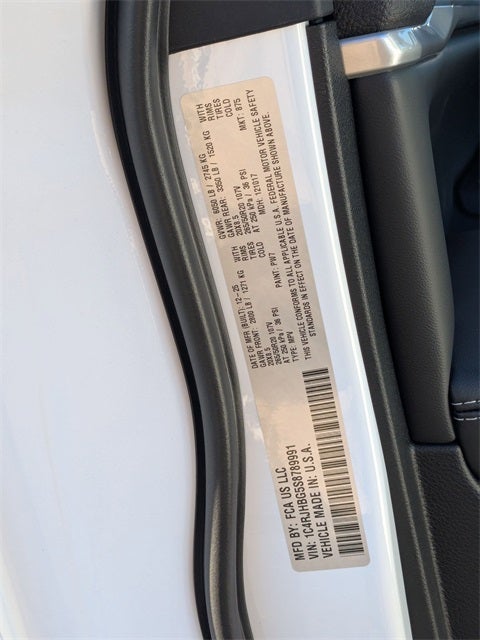 MFD BY: FCA US LLC
VIN: 1C4RJHBG5S8789991
VEHICLE MADE IN: U.S.A.
DATE OF MFR (BUILT): 12-25 GVWR: 6050 LB / 2745 KG
GAWR FRONT: 2800 LB / 1271 KG WITH GAWR REAR: 3350 LB / 1520 KG WITH
20X8.5 RIMS 20X8.5 RIMS
265/50R20 107V TIRES 265/50R20 107V TIRES
AT 250 kPa / 36 PSI COLD AT 250 kPa / 36 PSI COLD
TYPE: MPV PAINT: PW7 MDH: 121017 MKT: 875
THIS VEHICLE CONFORMS TO ALL APPLICABLE U.S.A. FEDERAL MOTOR VEHICLE SAFETY
STANDARDS IN EFFECT ON THE DATE OF MANUFACTURE SHOWN ABOVE.